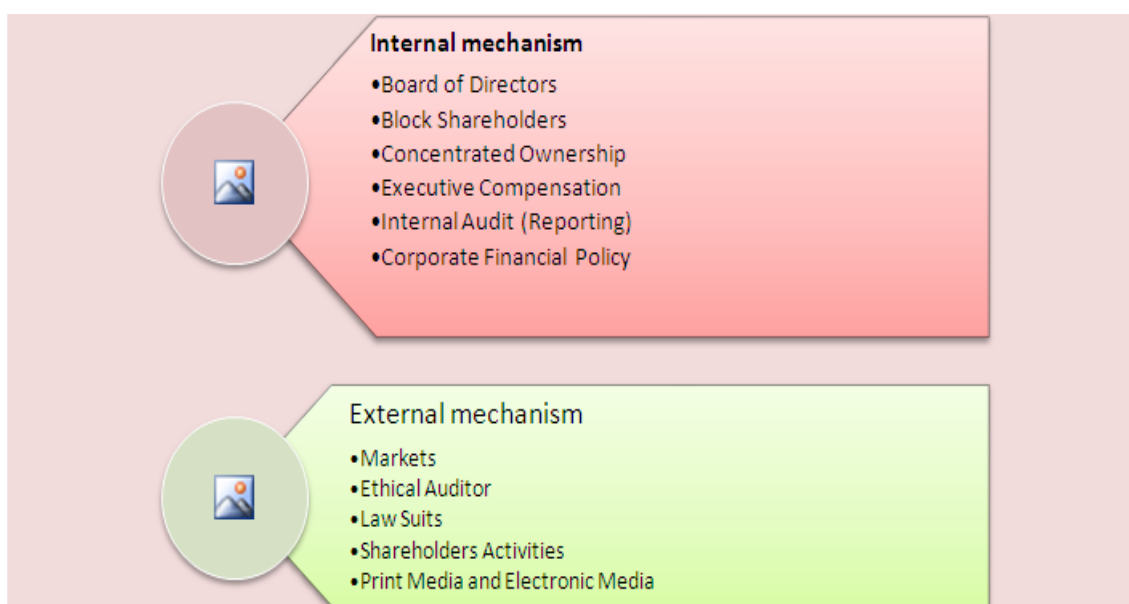 Internal mechanism
•Board of Directors
•Block Shareholders
•Concentrated Ownership
•Executive Compensation
•Internal Audit (Reporting)
•Corporate Financial Policy
External mechanism
•Markets
•Ethical Auditor
•Law Suits
•Shareholders Activities
•Print Media and Electronic Media